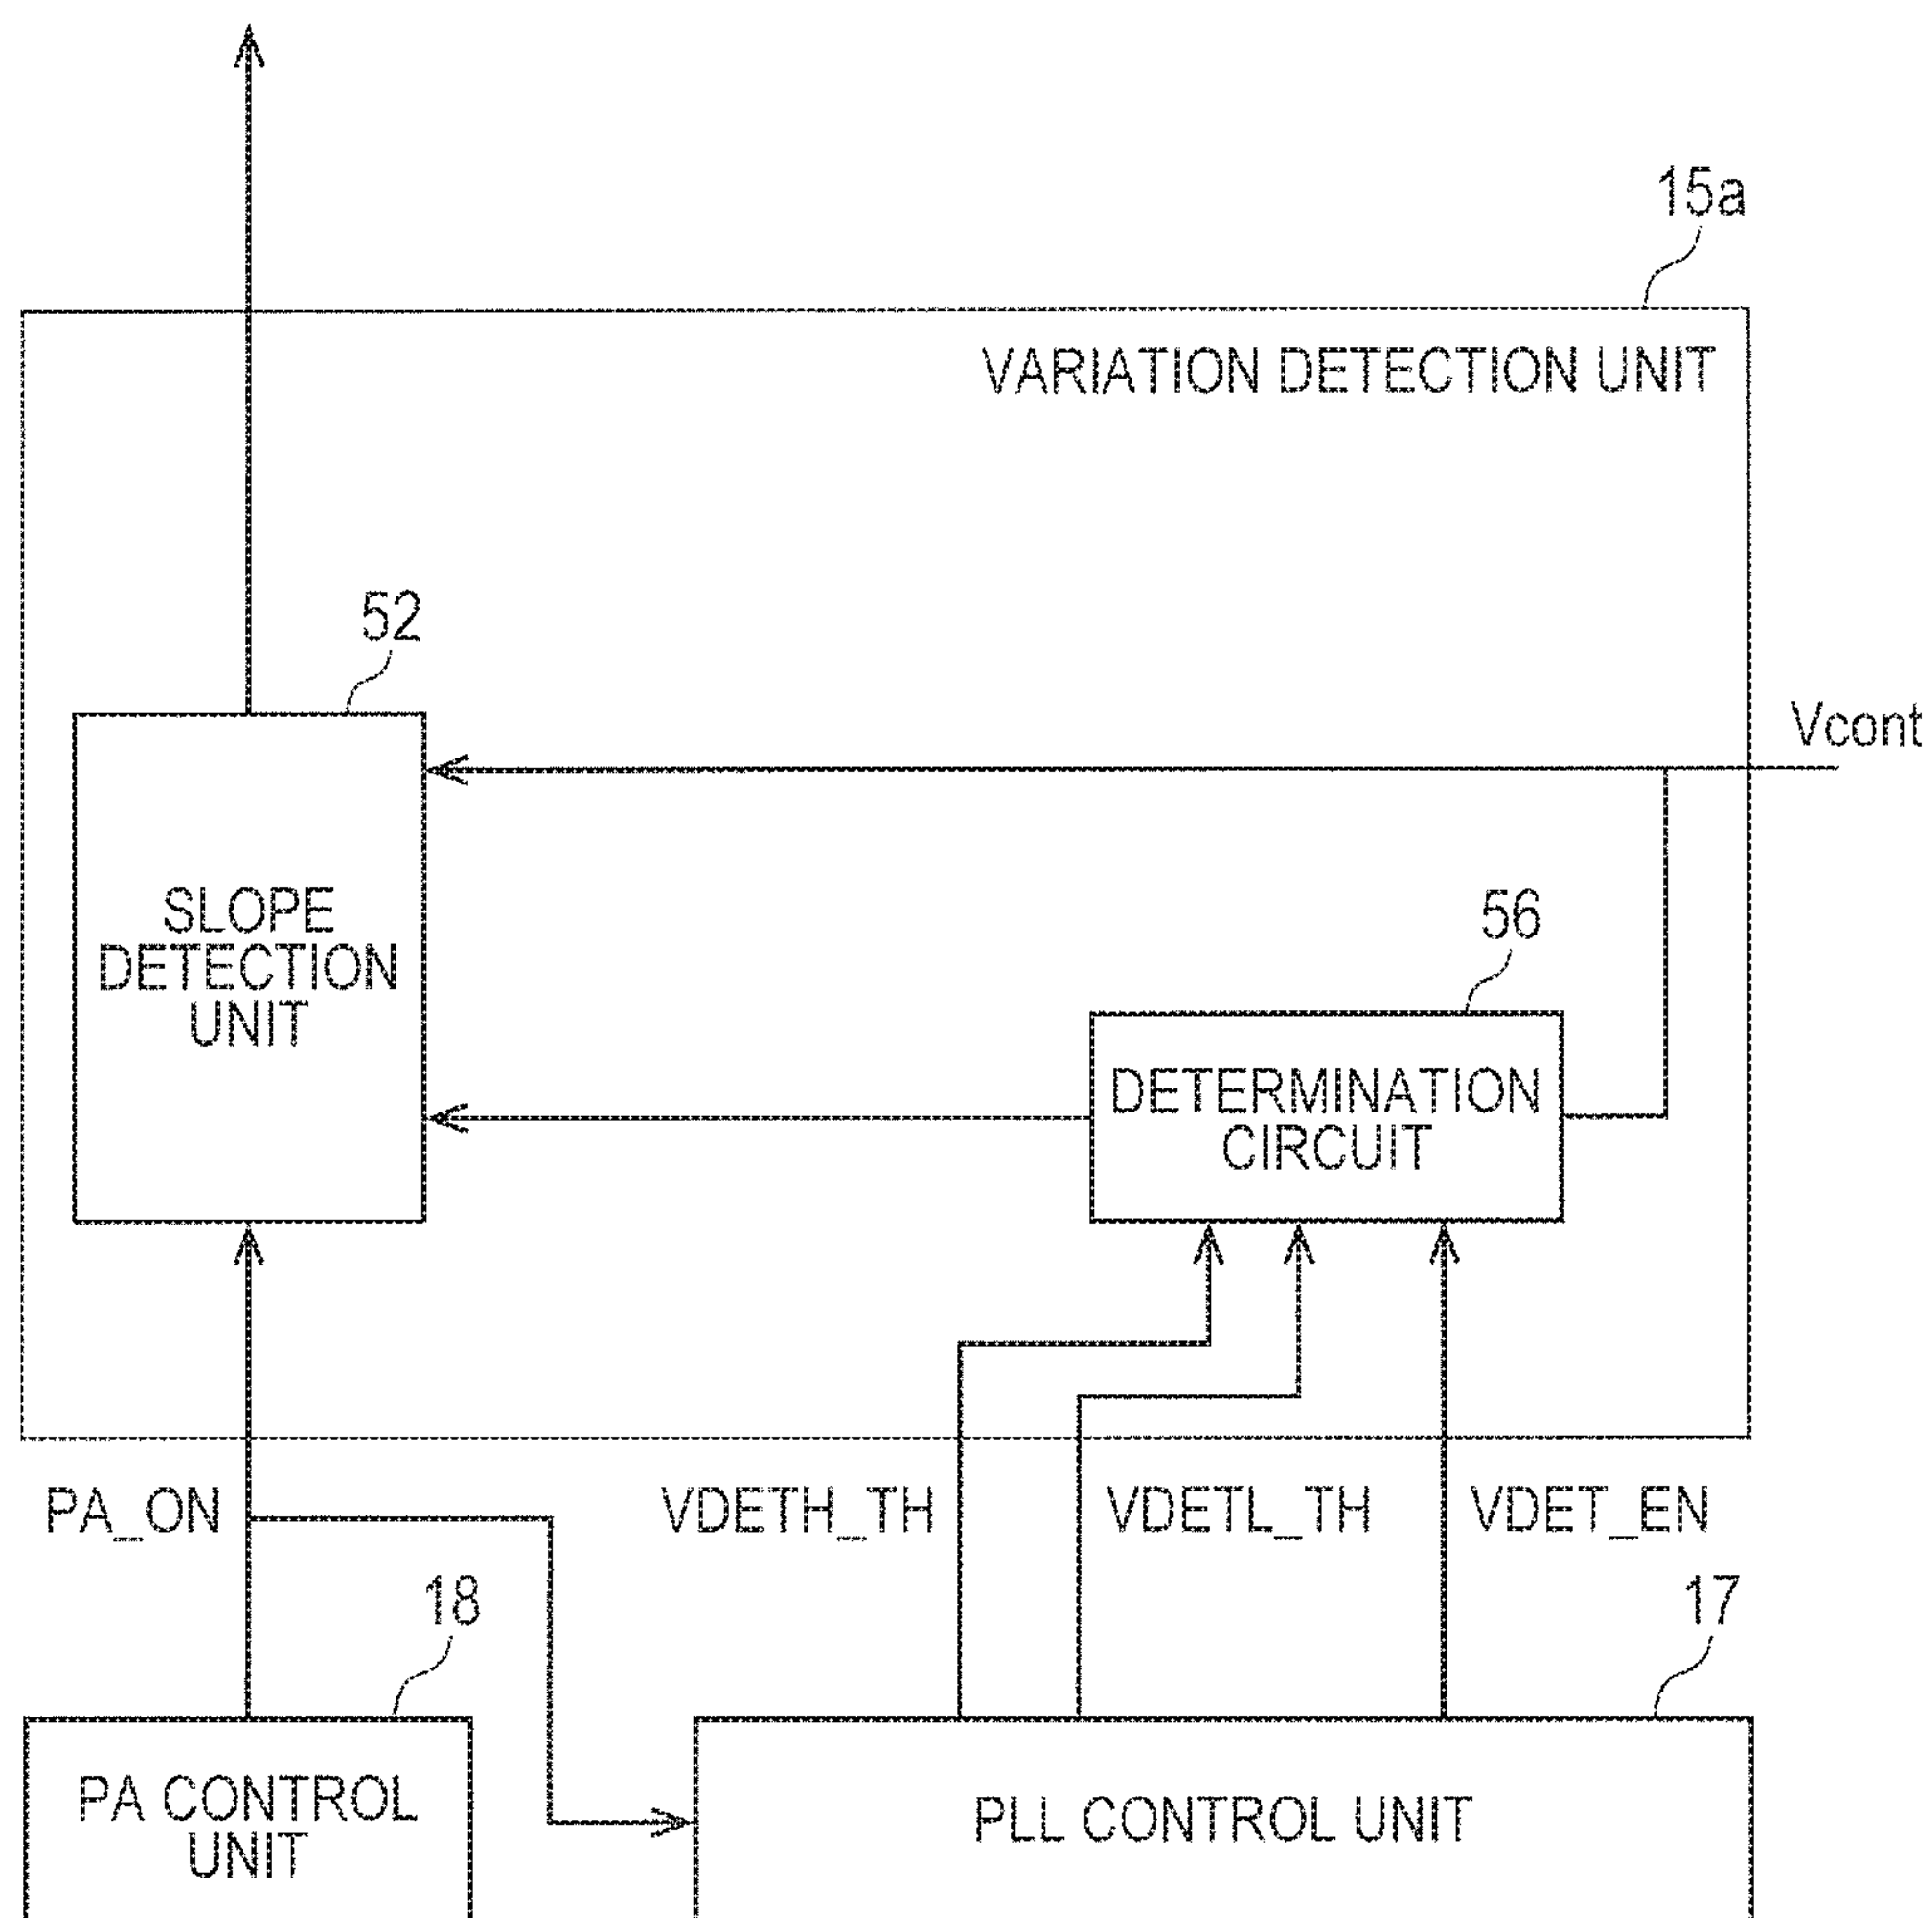 15a
VARIATION DETECTION UNIT
52
Vcont
SLOPE
DETECTION
UNIT
56
DETERMINATION
CIRCUIT
PA_ON
VDETH_TH
VDETL_TH
VDET_EN
18
17
PA CONTROL
UNIT
PLL CONTROL UNIT